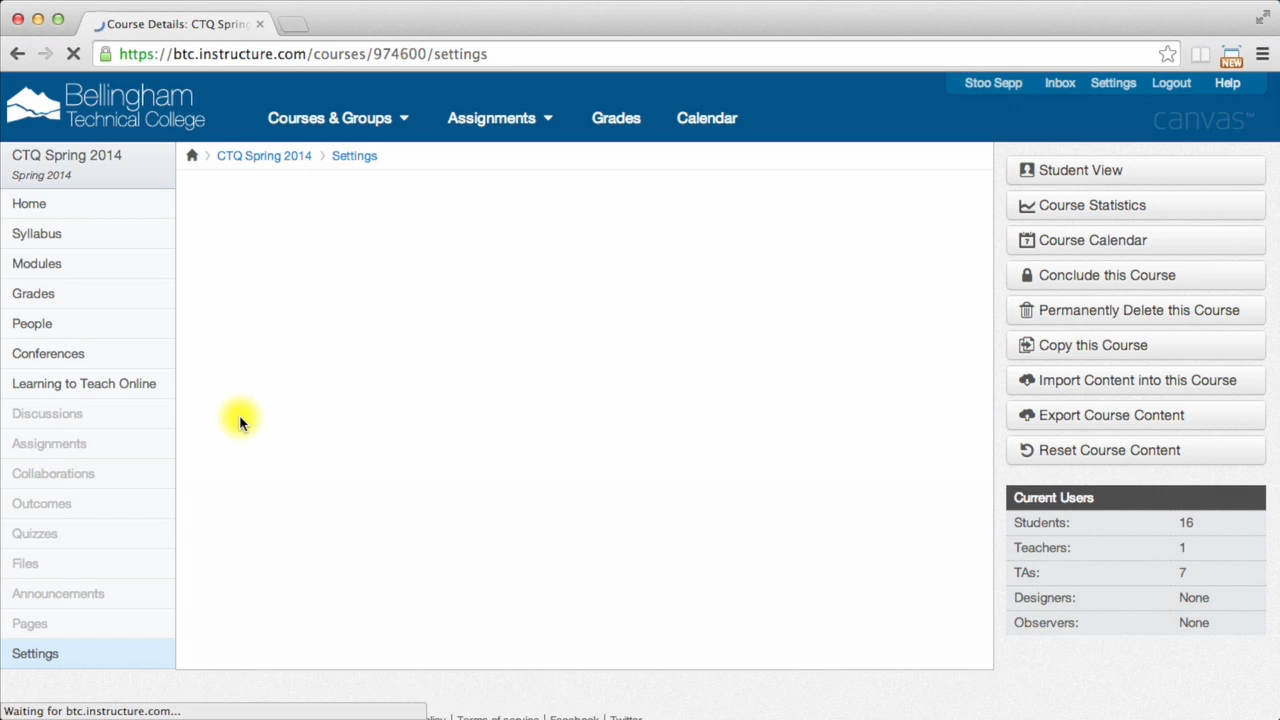 Course Details: CTQ Spring
https://btc.instructure.com/courses/974600/settings
NEW
Bellingham
Technical College
Courses & Groups
Assignments
Grades
Calendar
Stoo Sepp
Inbox
Settings
Logout
Help
canvas™
CTQ Spring 2014
Spring 2014
Home
Syllabus
Modules
Grades
People
Conferences
Learning to Teach Online
Discussions
Assignments
Collaborations
Outcomes
Quizzes
Files
Announcements
Pages
Settings
CTQ Spring 2014
Settings
Student View
Course Statistics
7
Course Calendar
Conclude this Course
Permanently Delete this Course
Copy this Course
Import Content into this Course
Export Course Content
Reset Course Content
Current Users
Students: 16
Teachers: 1
TAs: 7
Designers: None
Observers: None
Waiting for btc.instructure.com...
Terms of service | Facebook | Twitter